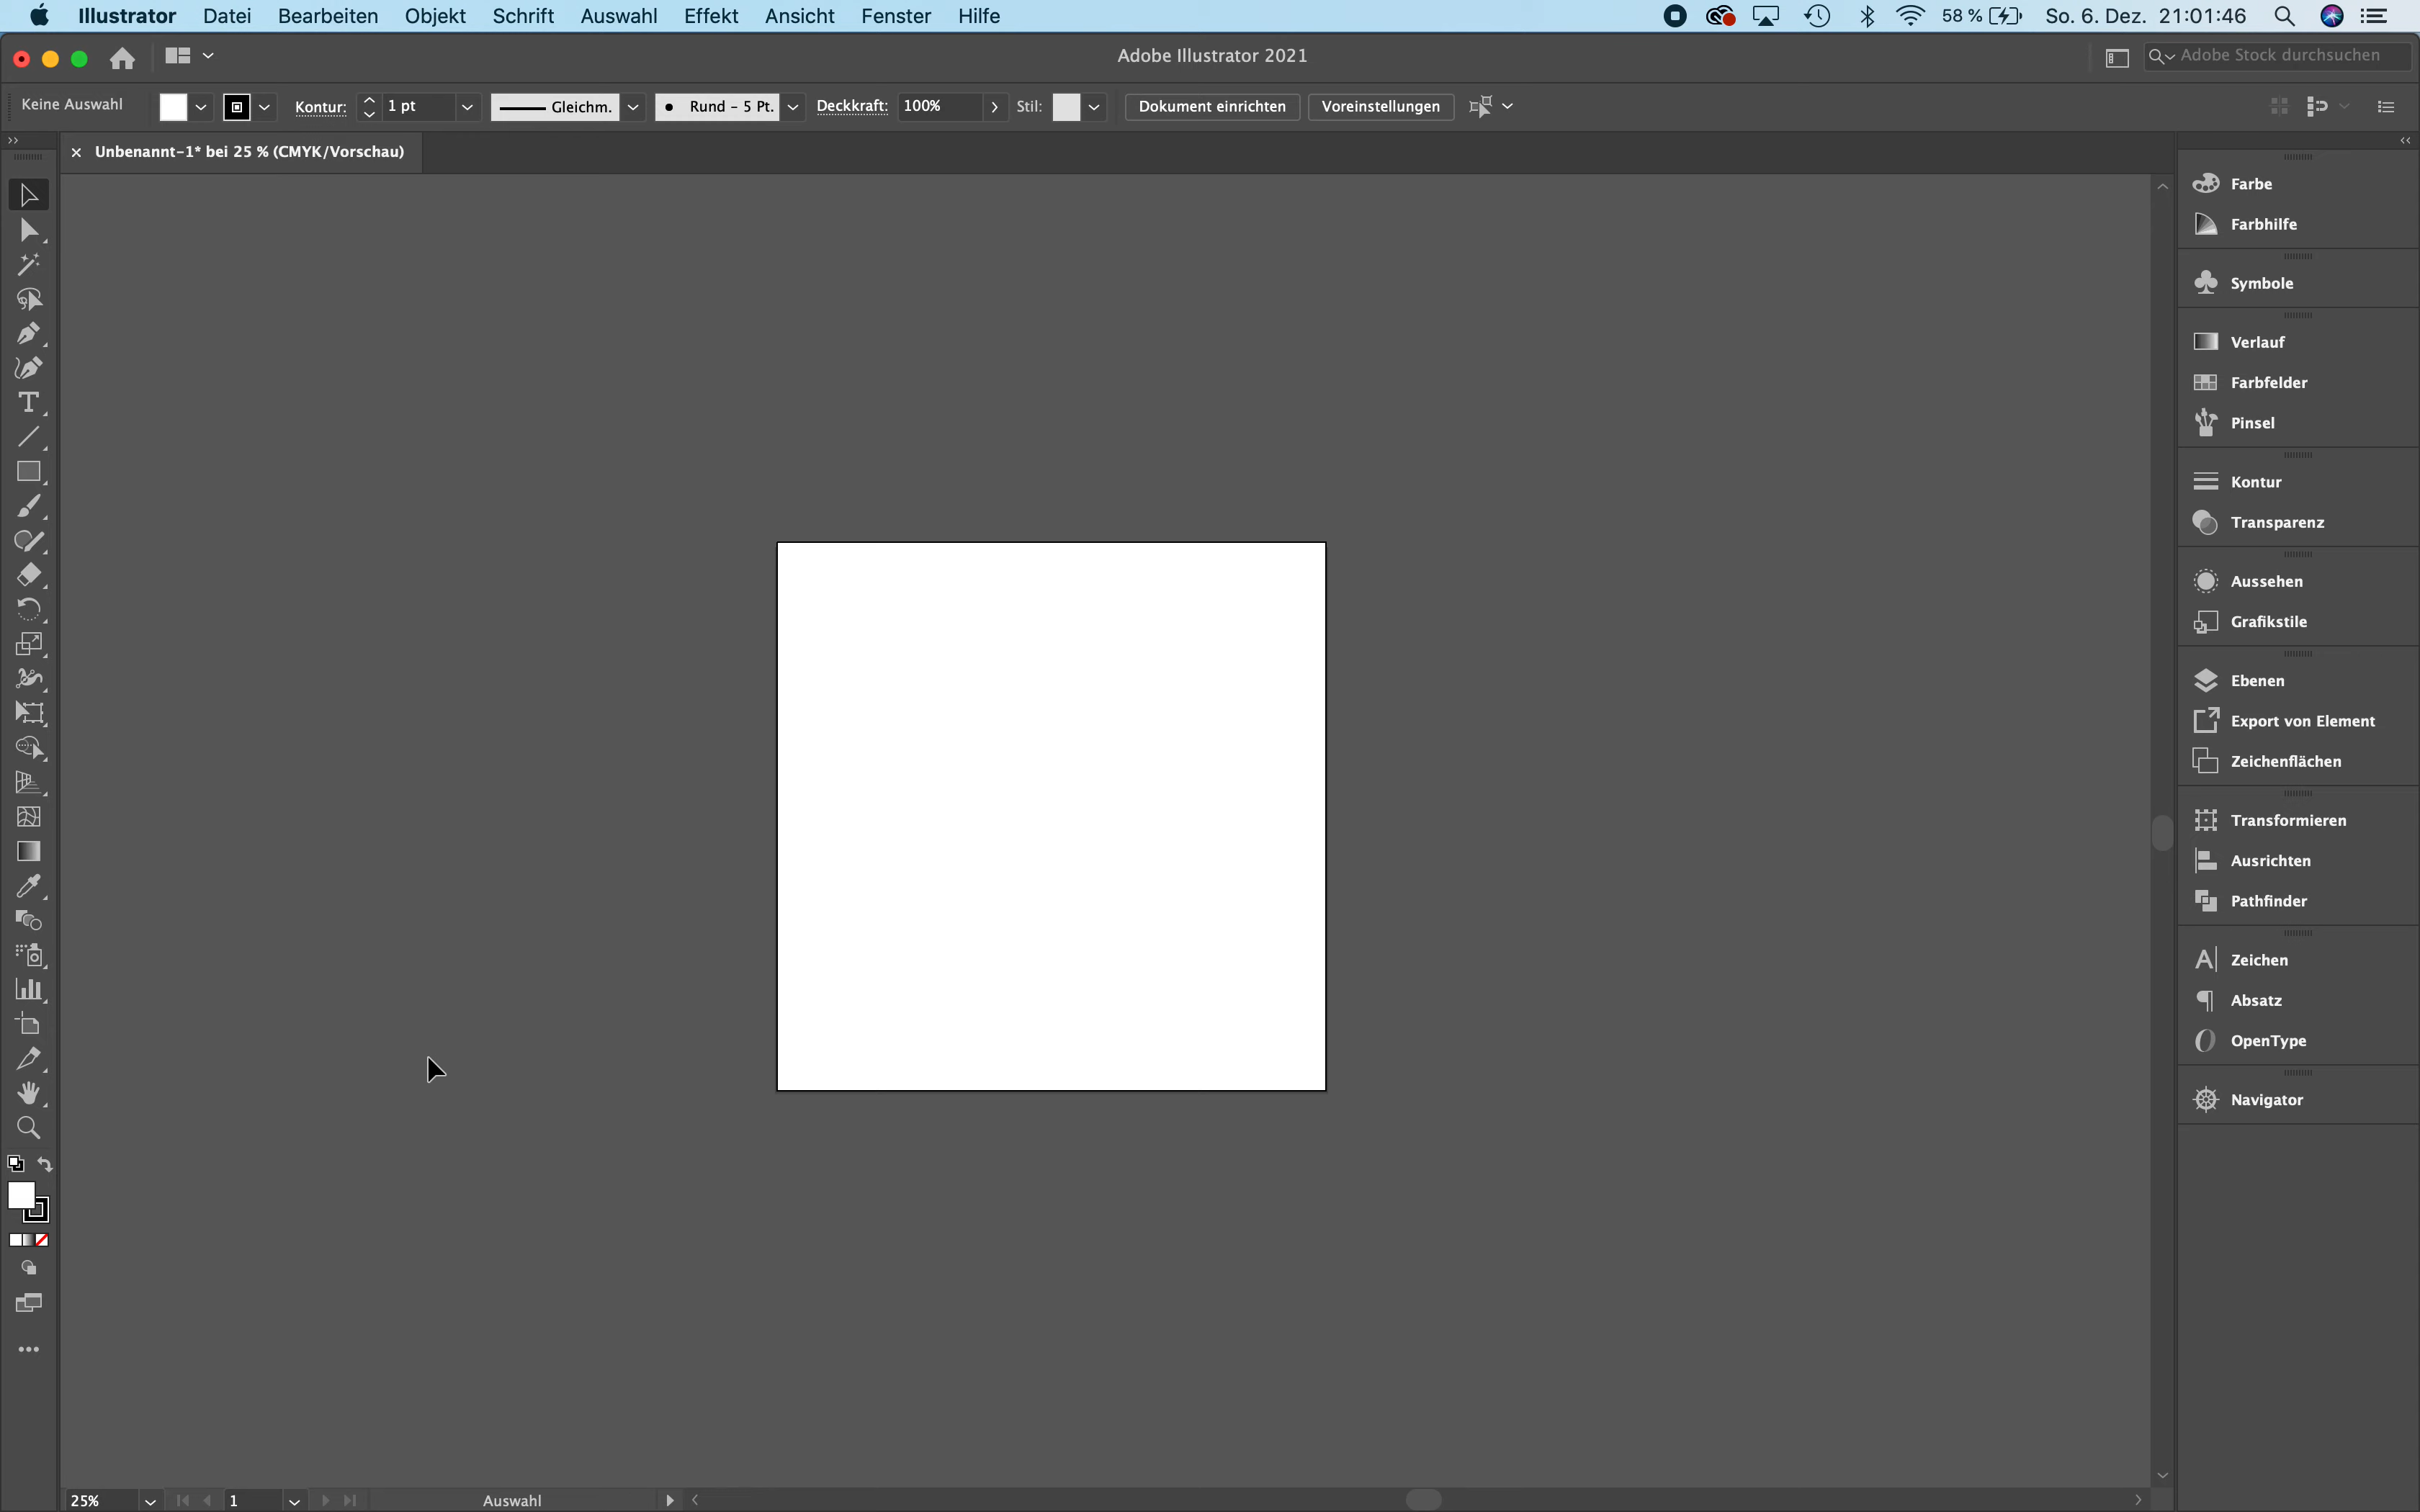 Illustrator Datei Bearbeiten Objekt Schrift Auswahl Effekt Ansicht Fenster Hilfe 58 % So. 6. Dez. 21:01:46
Adobe Illustrator 2021 Adobe Stock durchsuchen
Keine Auswahl Kontur: 1 pt Gleichm. Rund - 5 Pt. Deckkraft: 100% Stil: Dokument einrichten Voreinstellungen
Unbenannt-1* bei 25 % (CMYK/Vorschau)
Farbe
Farbhilfe
Symbole
Verlauf
Farbfelder
Pinsel
Kontur
Transparenz
Aussehen
Grafikstile
Ebenen
Export von Element
Zeichenflächen
Transformieren
Ausrichten
Pathfinder
Zeichen
Absatz
OpenType
Navigator
25% 1 Auswahl